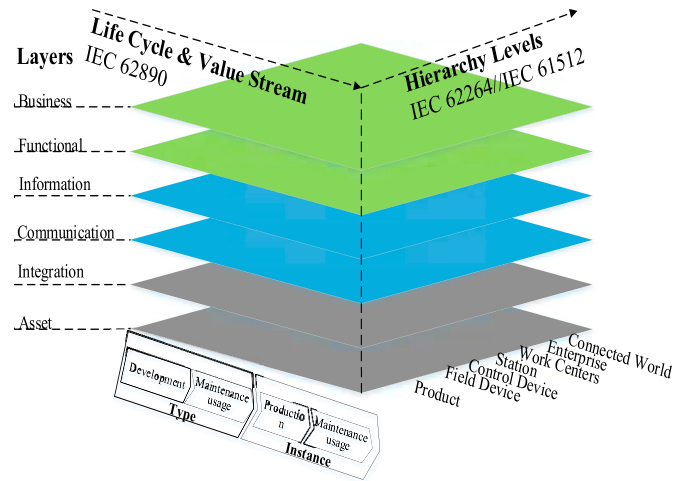 Life Cycle & Value Stream
IEC 62890
Hierarchy Levels
IEC 62264//IEC 61512
Layers
Business
Functional
Information
Communication
Integration
Asset
Development
Maintenance
usage
Type
Productio
n
Maintenance
usage
Instance
Product
Field Device
Control Device
Station
Work Centers
Enterprise
Connected World